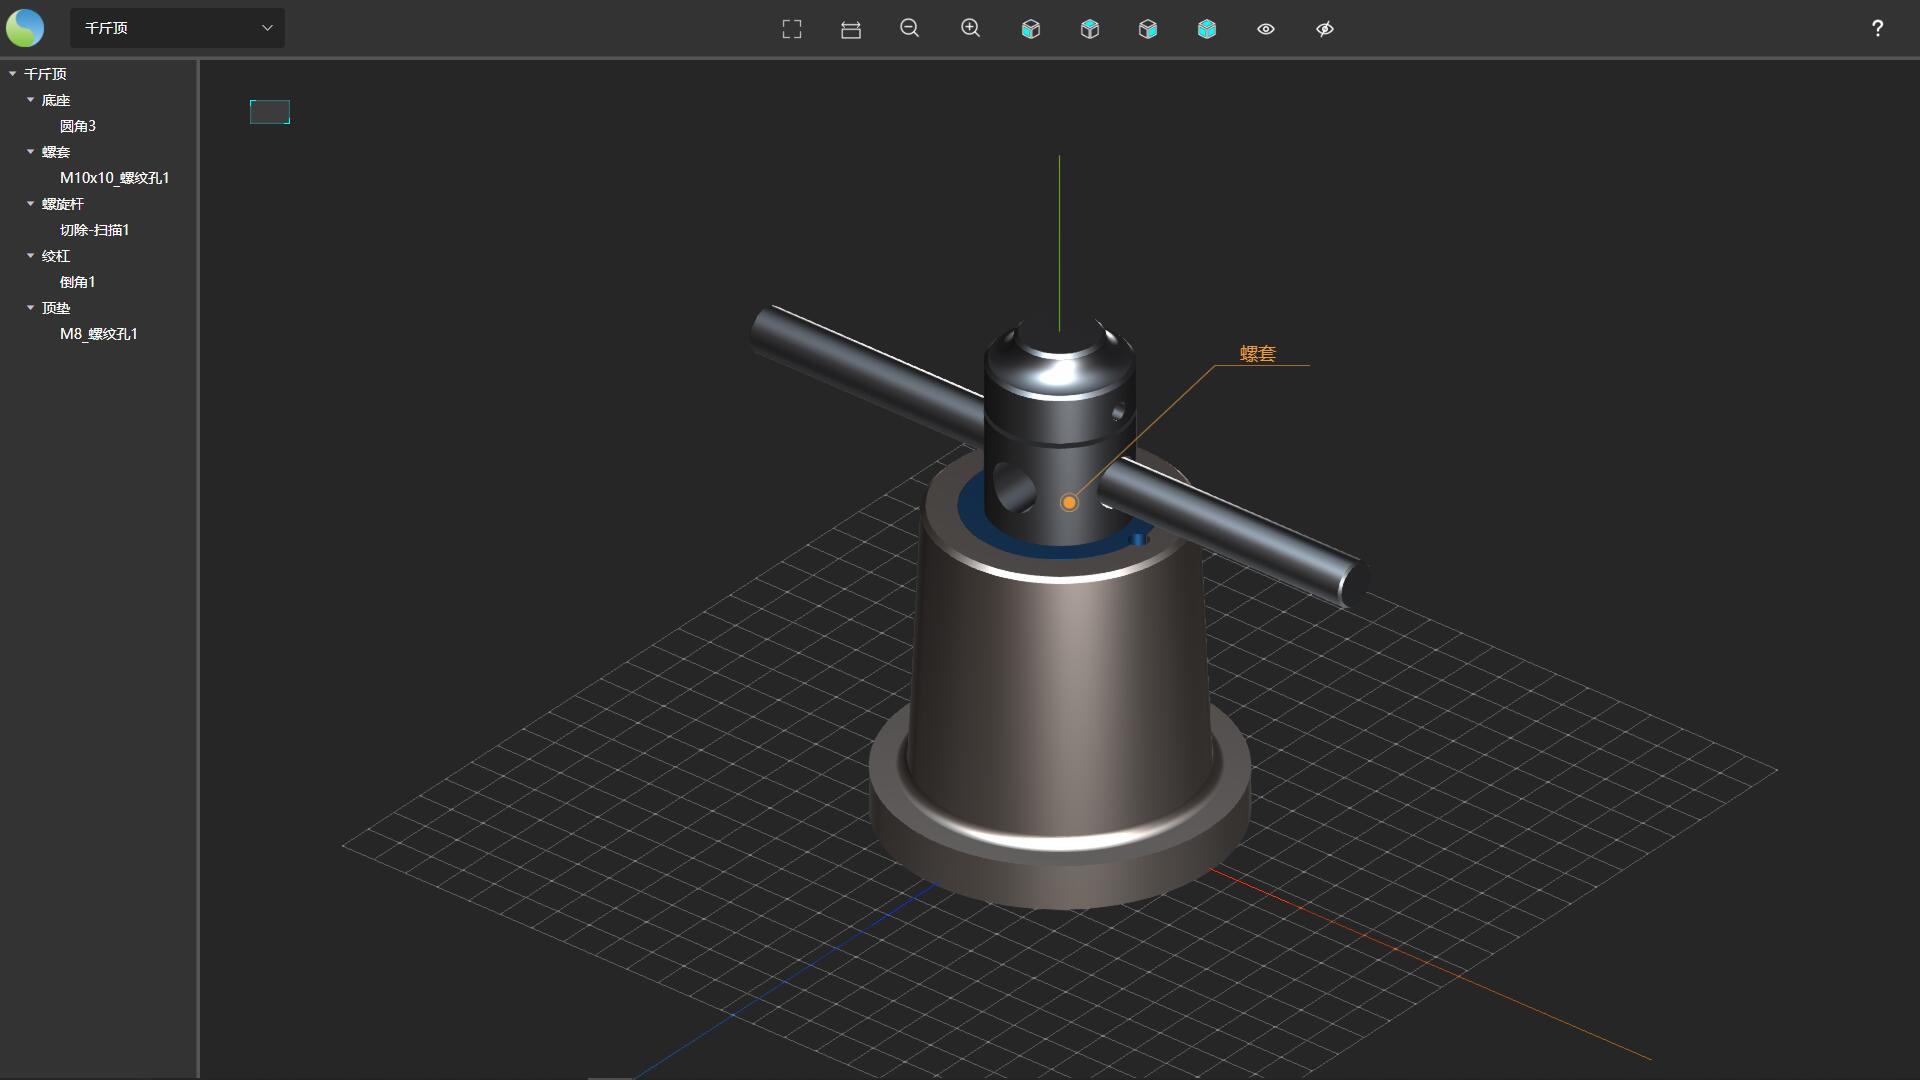 千斤顶
?
千斤顶
底座
圆角3
螺套
M10x10_螺纹孔1
螺旋杆
切除-扫描1
绞杠
倒角1
顶垫
M8_螺纹孔1
螺套